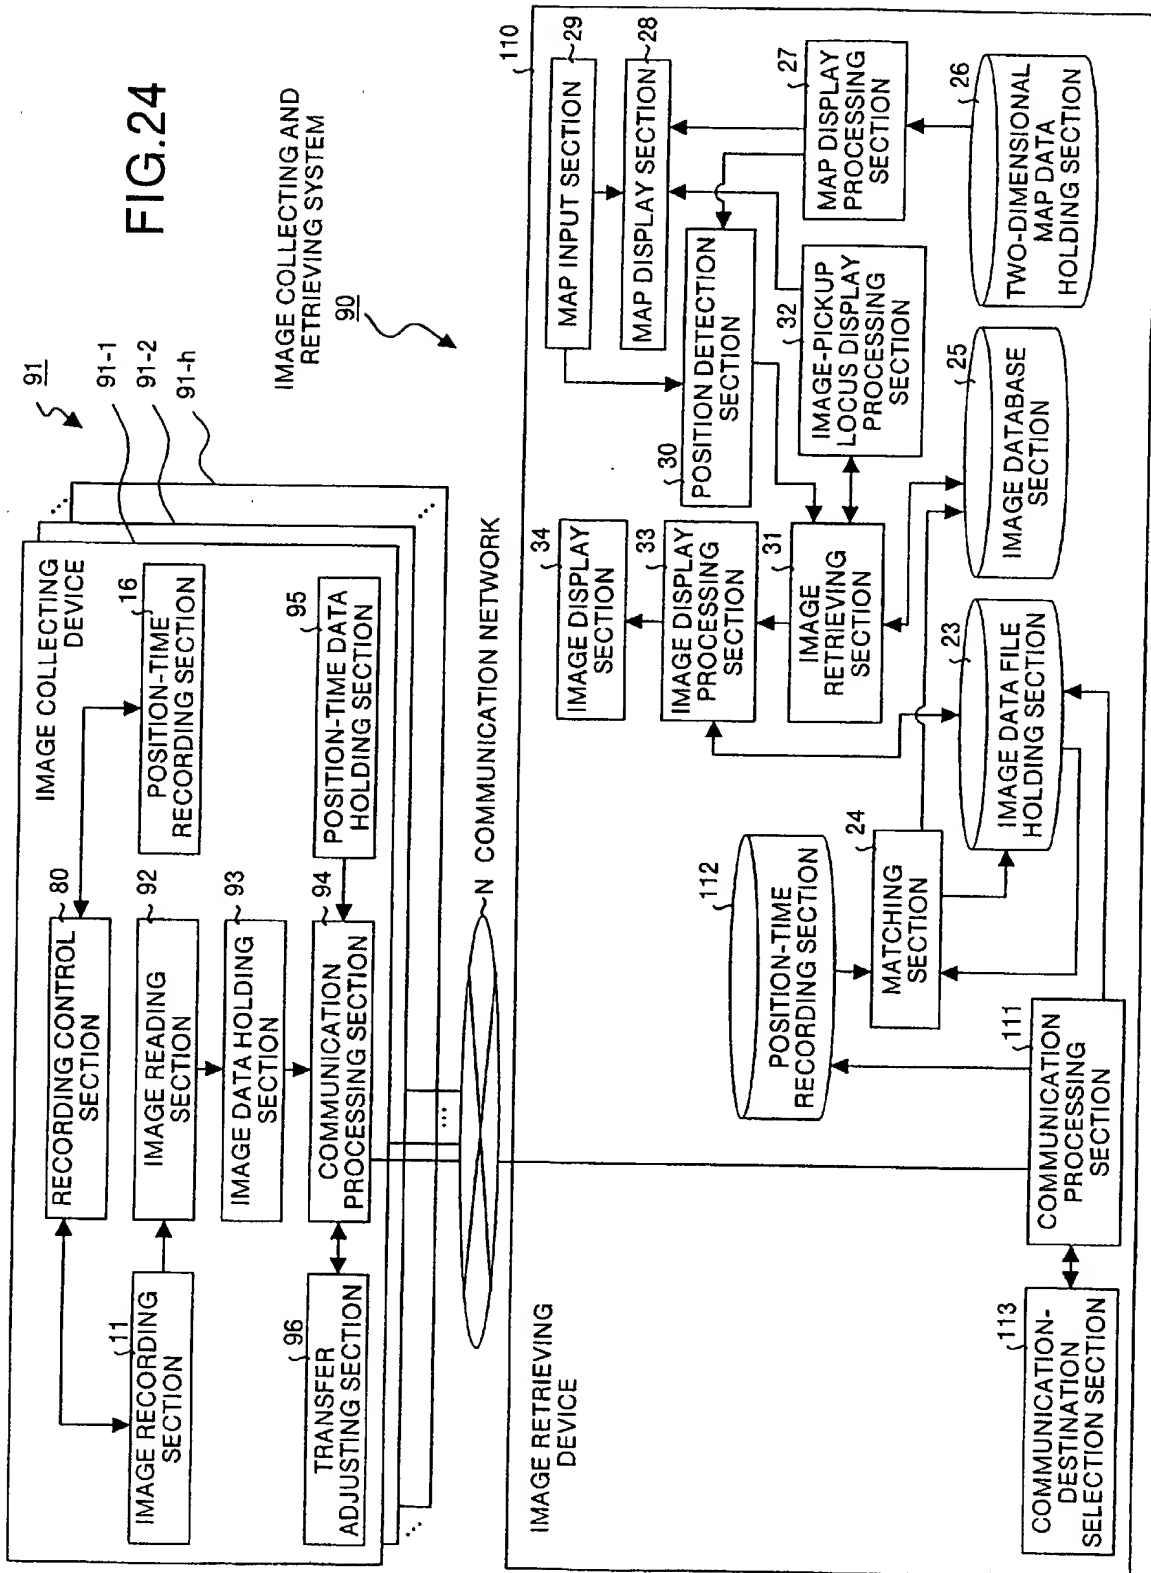 FIG.24
IMAGE COLLECTING AND
RETRIEVING SYSTEM
90
91
91-1
91-2
91-h
IMAGE COLLECTING
DEVICE
80
RECORDING CONTROL
SECTION
16
POSITION-TIME
RECORDING SECTION
11
IMAGE RECORDING
SECTION
92
IMAGE READING
SECTION
93
IMAGE DATA HOLDING
SECTION
95
POSITION-TIME DATA
HOLDING SECTION
96
TRANSFER
ADJUSTING SECTION
94
COMMUNICATION
PROCESSING SECTION
N COMMUNICATION NETWORK
110
IMAGE RETRIEVING
DEVICE
29
MAP INPUT SECTION
28
MAP DISPLAY SECTION
34
IMAGE DISPLAY
SECTION
30
POSITION DETECTION
SECTION
33
IMAGE DISPLAY
PROCESSING
SECTION
112
POSITION-TIME
RECORDING SECTION
31
IMAGE
RETRIEVING
SECTION
32
IMAGE-PICKUP
LOCUS DISPLAY
PROCESSING
SECTION
27
MAP DISPLAY
PROCESSING
SECTION
24
MATCHING
SECTION
23
IMAGE DATA FILE
HOLDING SECTION
25
IMAGE DATABASE
SECTION
26
TWO-DIMENSIONAL
MAP DATA
HOLDING SECTION
113
COMMUNICATION-
DESTINATION
SELECTION SECTION
111
COMMUNICATION
PROCESSING
SECTION